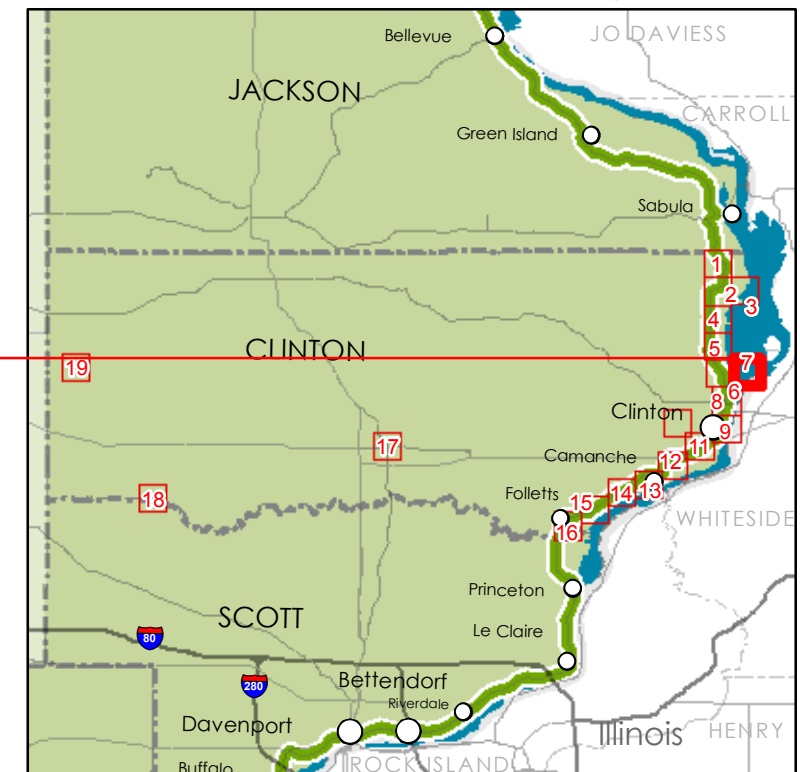 Bellevue
JO DAVIESS
JACKSON
CARROLL
Green Island
Sabula
1
2
3
4
5
CLINTON
19
7
6
8
Clinton
9
17
11
Camanche
12
18
Folletts
13
14
15
16
WHITESIDE
Princeton
SCOTT
Le Claire
80
Bettendorf
280
Riverdale
Davenport
Illinois
HENRY
Buffalo
ROCK ISLAND